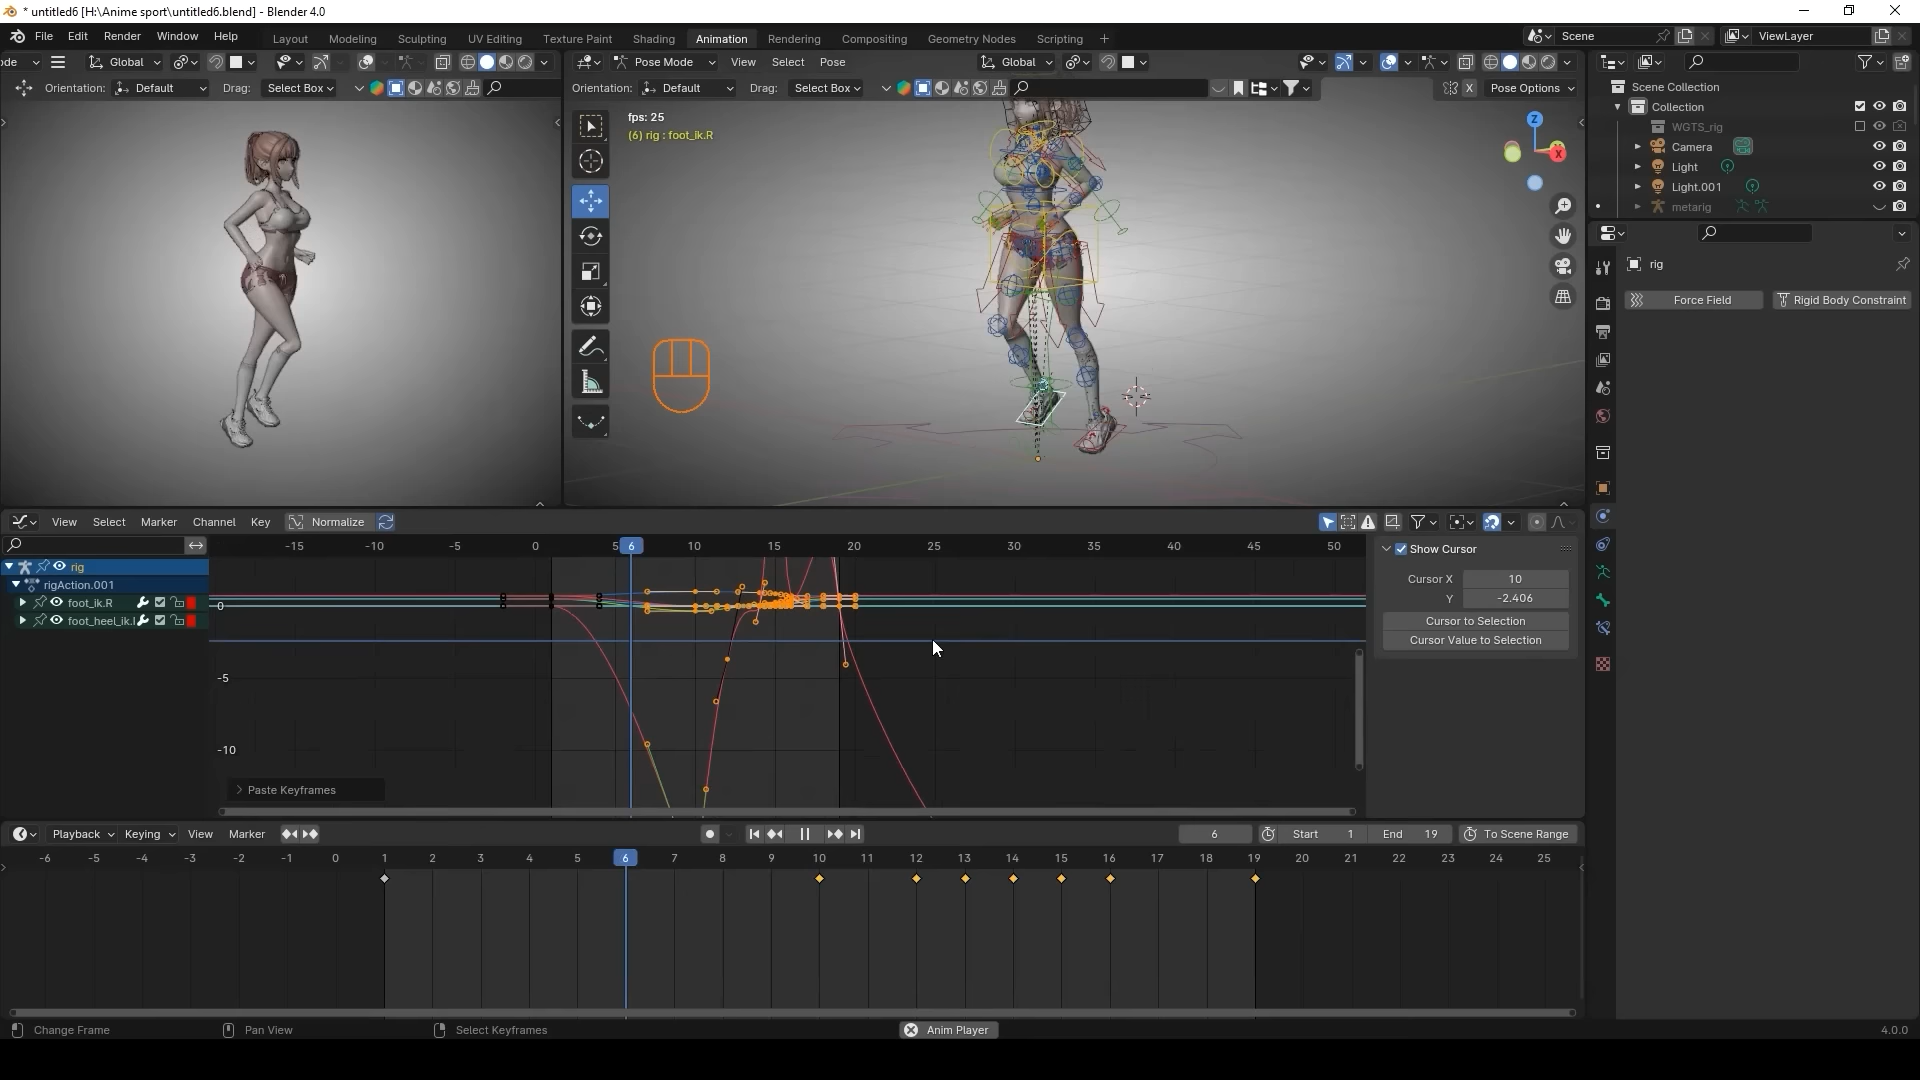 * untitled6 [H:\Anime sport\untitled6.blend] - Blender 4.0
File Edit Render Window Help
Layout Modeling Sculpting UV Editing Texture Paint Shading Animation Rendering Compositing Geometry Nodes Scripting +
Scene ViewLayer
ode Global
Pose Mode View Select Pose Global
Orientation: Default Drag: Select Box
Orientation: Default Drag: Select Box X Pose Options
fps: 25
(6) rig : foot_ik.R
Z
X
Scene Collection
Collection
WGTS_rig
Camera
Light
Light.001
metarig
rig
Force Field Rigid Body Constraint
View Select Marker Channel Key Normalize
-15 -10 -5 0 5 6 10 15 20 25 30 35 40 45 50
rig
rigAction.001
foot_ik.R
foot_heel_ik.l
0
-5
-10
Paste Keyframes
Show Cursor
Cursor X 10
Y -2.406
Cursor to Selection
Cursor Value to Selection
Playback Keying View Marker 6 Start 1 End 19 To Scene Range
-6 -5 -4 -3 -2 -1 0 1 2 3 4 5 6 7 8 9 10 11 12 13 14 15 16 17 18 19 20 21 22 23 24 25
Change Frame Pan View Select Keyframes Anim Player 4.0.0